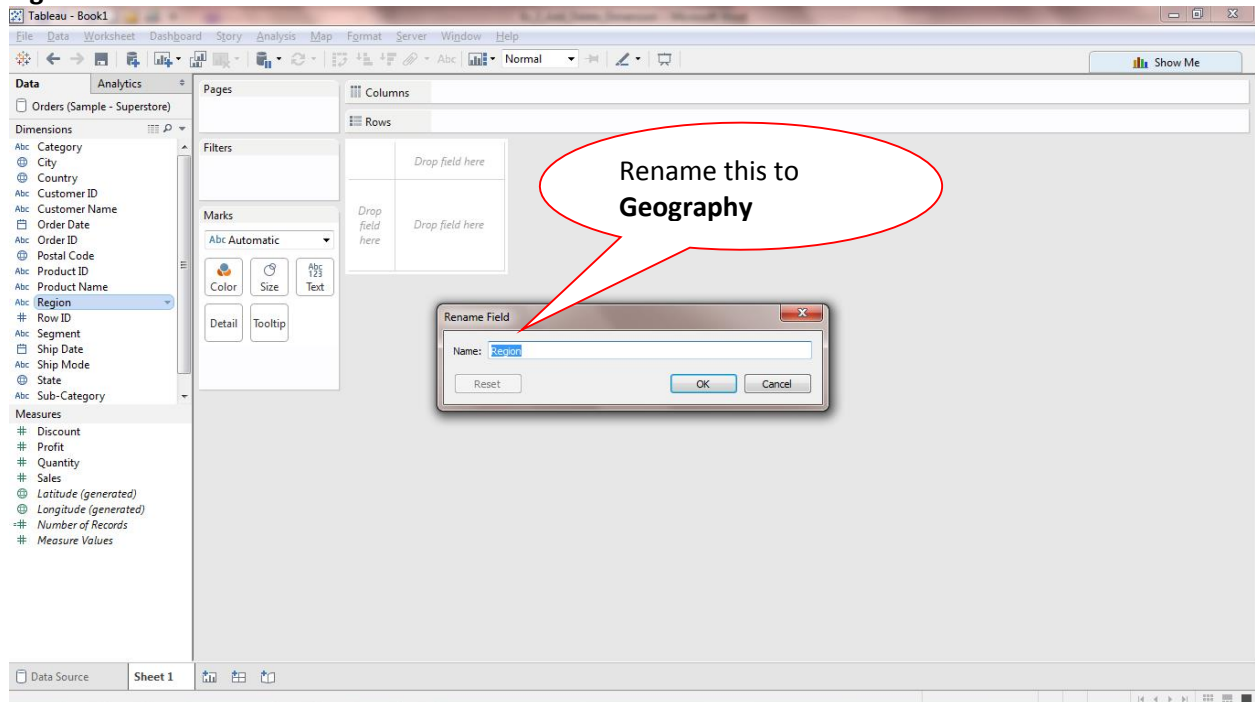 Tableau - Book1
File Data Worksheet Dashboard Story Analysis Map Format Server Window Help
Abc Normal Show Me
Data Analytics
Orders (Sample - Superstore)
Dimensions
Abc Category
City
Country
Abc Customer ID
Abc Customer Name
Order Date
Abc Order ID
Postal Code
Abc Product ID
Abc Product Name
Abc Region
# Row ID
Abc Segment
Ship Date
Abc Ship Mode
State
Abc Sub-Category
Measures
# Discount
# Profit
# Quantity
# Sales
Latitude (generated)
Longitude (generated)
=# Number of Records
# Measure Values
Pages
Filters
Marks
Abc Automatic
Color Size Abc 123 Text
Detail Tooltip
Columns
Rows
Drop field here
Drop field here
Drop field here
Rename this to
Geography
Rename Field
Name: Region
Reset OK Cancel
Data Source Sheet 1